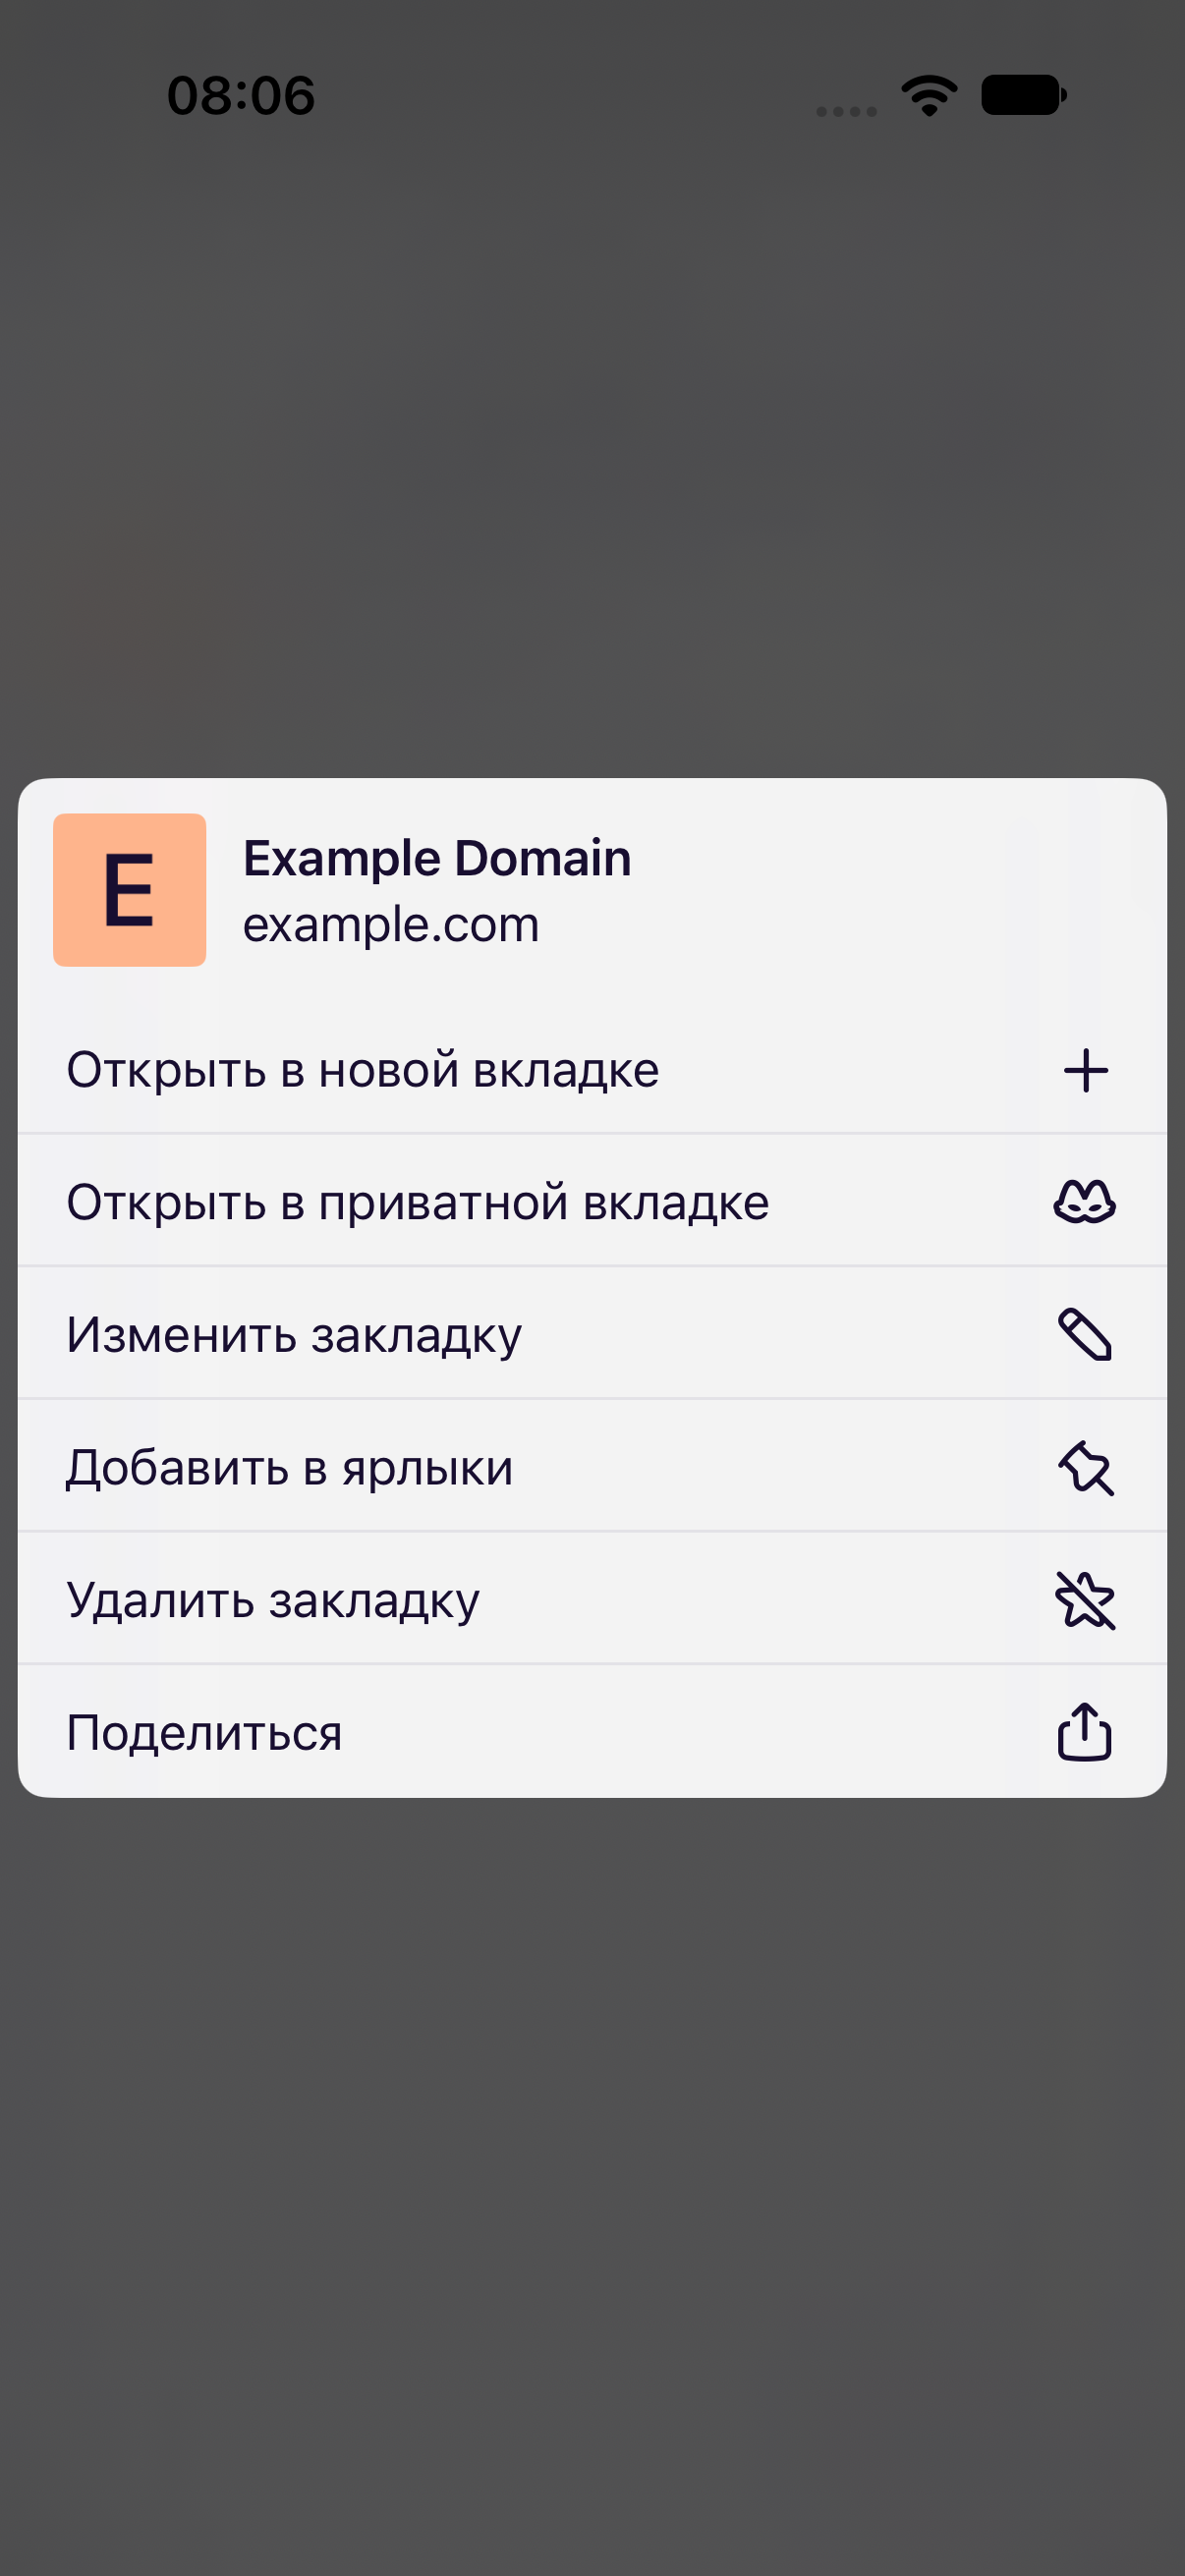 08:06
E
Example Domain
example.com
Открыть в новой вкладке
Открыть в приватной вкладке
Изменить закладку
Добавить в ярлыки
Удалить закладку
Поделиться